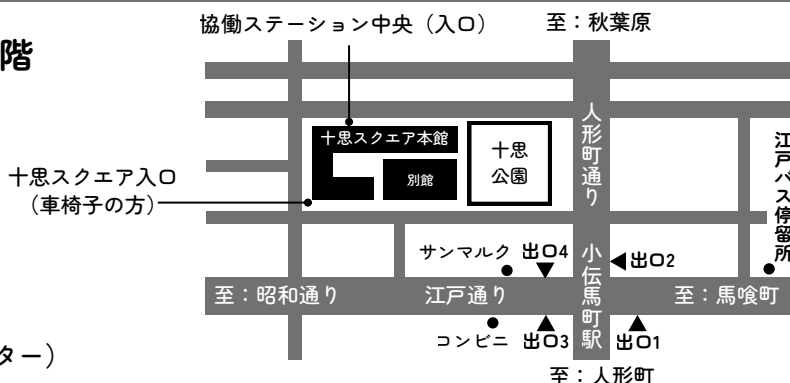 協働ステーション中央（入口）
至：秋葉原
階
人形町通り
十思スクエア本館
十思
公園
別館
江戸バス停留所
十思スクエア入口
（車椅子の方）
サンマルク
出口4
小伝馬町駅
出口2
至：昭和通り
江戸通り
至：馬喰町
コンビニ
出口3
出口1
ター）
至：人形町